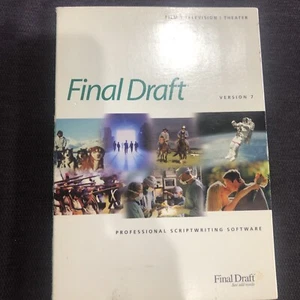 FILM | TELEVISION | THEATER
Final Draft
VERSION 7
PROFESSIONAL SCRIPTWRITING SOFTWARE
Final Draft